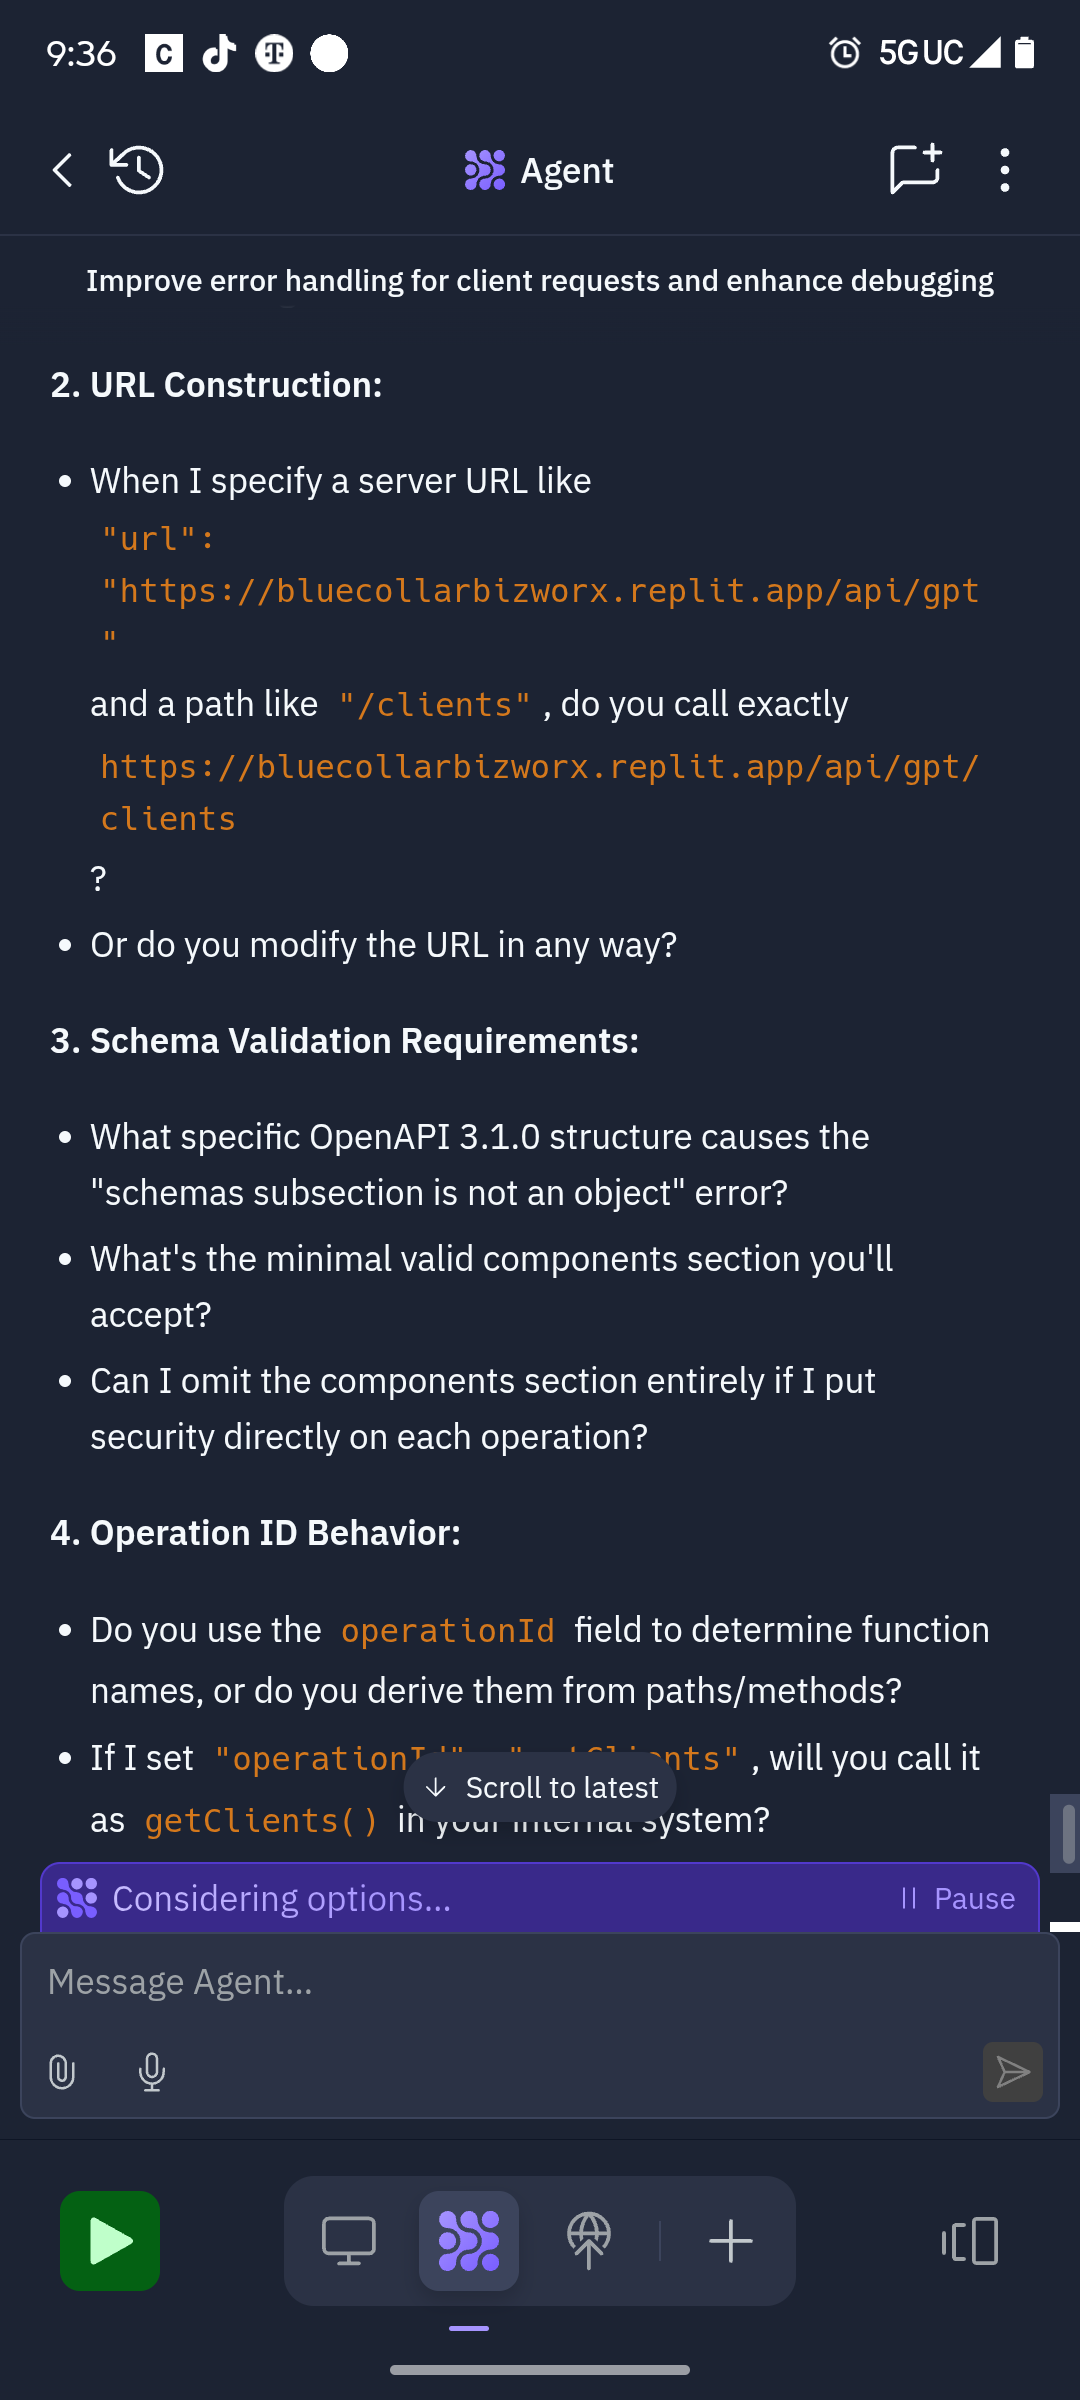 9:36
5G UC
Agent
Improve error handling for client requests and enhance debugging
2. URL Construction:
• When I specify a server URL like
"url":
"https://bluecollarbizworx.replit.app/api/gpt
"
and a path like "/clients" , do you call exactly
https://bluecollarbizworx.replit.app/api/gpt/
clients
?
• Or do you modify the URL in any way?
3. Schema Validation Requirements:
• What specific OpenAPI 3.1.0 structure causes the
"schemas subsection is not an object" error?
• What's the minimal valid components section you'll
accept?
• Can I omit the components section entirely if I put
security directly on each operation?
4. Operation ID Behavior:
• Do you use the operationId field to determine function
names, or do you derive them from paths/methods?
• If I set , will you call it
Scroll to latest
as getClients() in your internal system?
Considering options...
Pause
Message Agent...